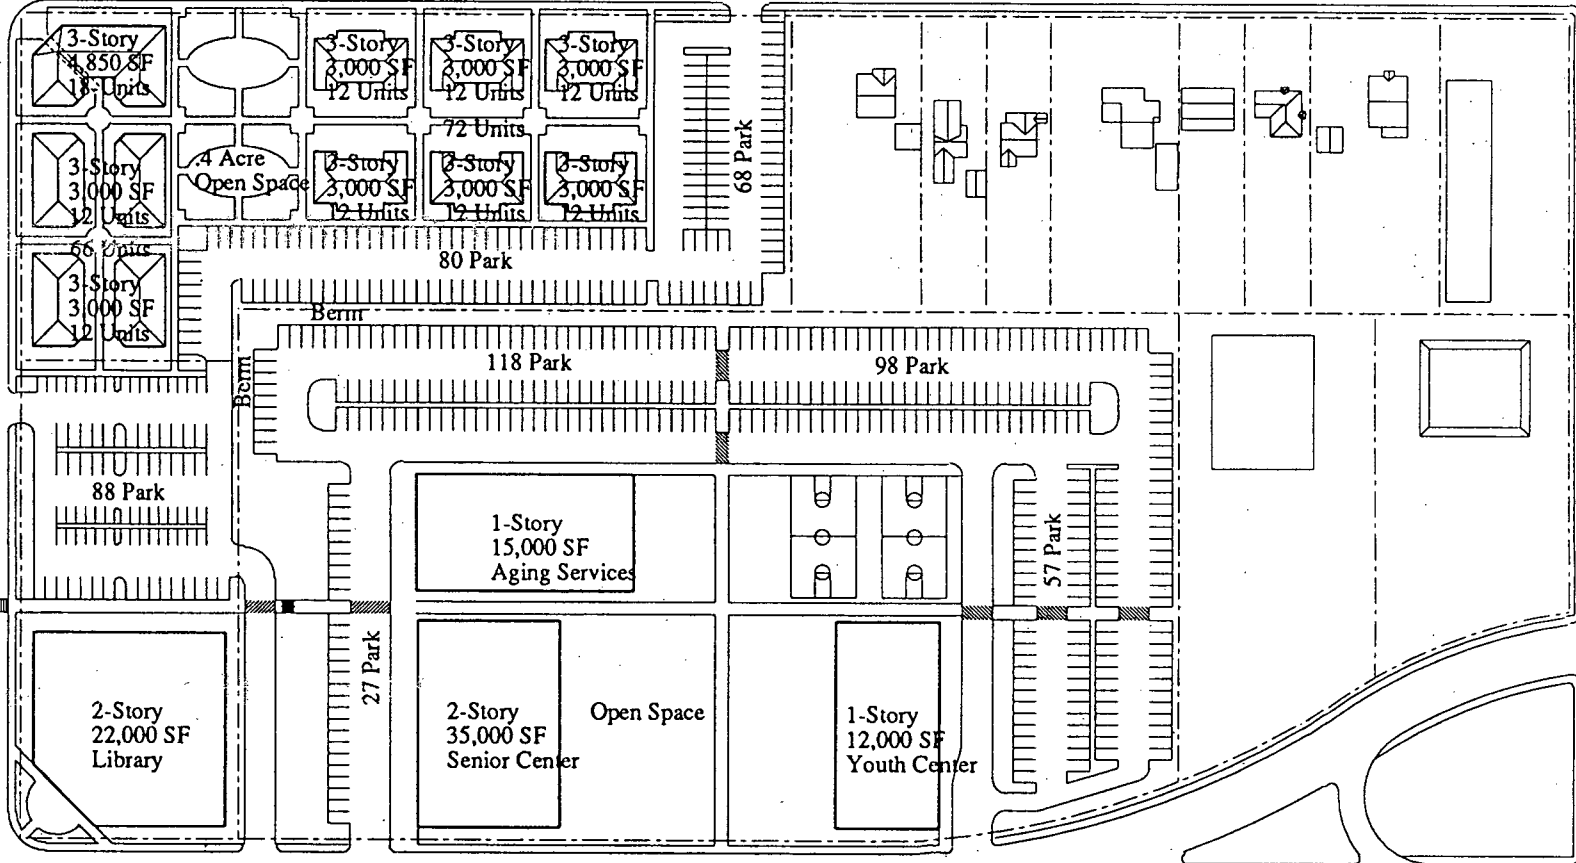 3-Story
4,850 SF
18 Units
3-Story
3,000 SF
12 Units
3-Story
3,000 SF
12 Units
3-Story
3,000 SF
12 Units
72 Units
.4 Acre
Open Space
3-Story
3,000 SF
12 Units
3-Story
3,000 SF
12 Units
3-Story
3,000 SF
12 Units
3-Story
3,000 SF
12 Units
66 Units
3-Story
3,000 SF
12 Units
68 Park
80 Park
Berm
Berm
118 Park
98 Park
88 Park
1-Story
15,000 SF
Aging Services
57 Park
27 Park
2-Story
22,000 SF
Library
2-Story
35,000 SF
Senior Center
Open Space
1-Story
12,000 SF
Youth Center